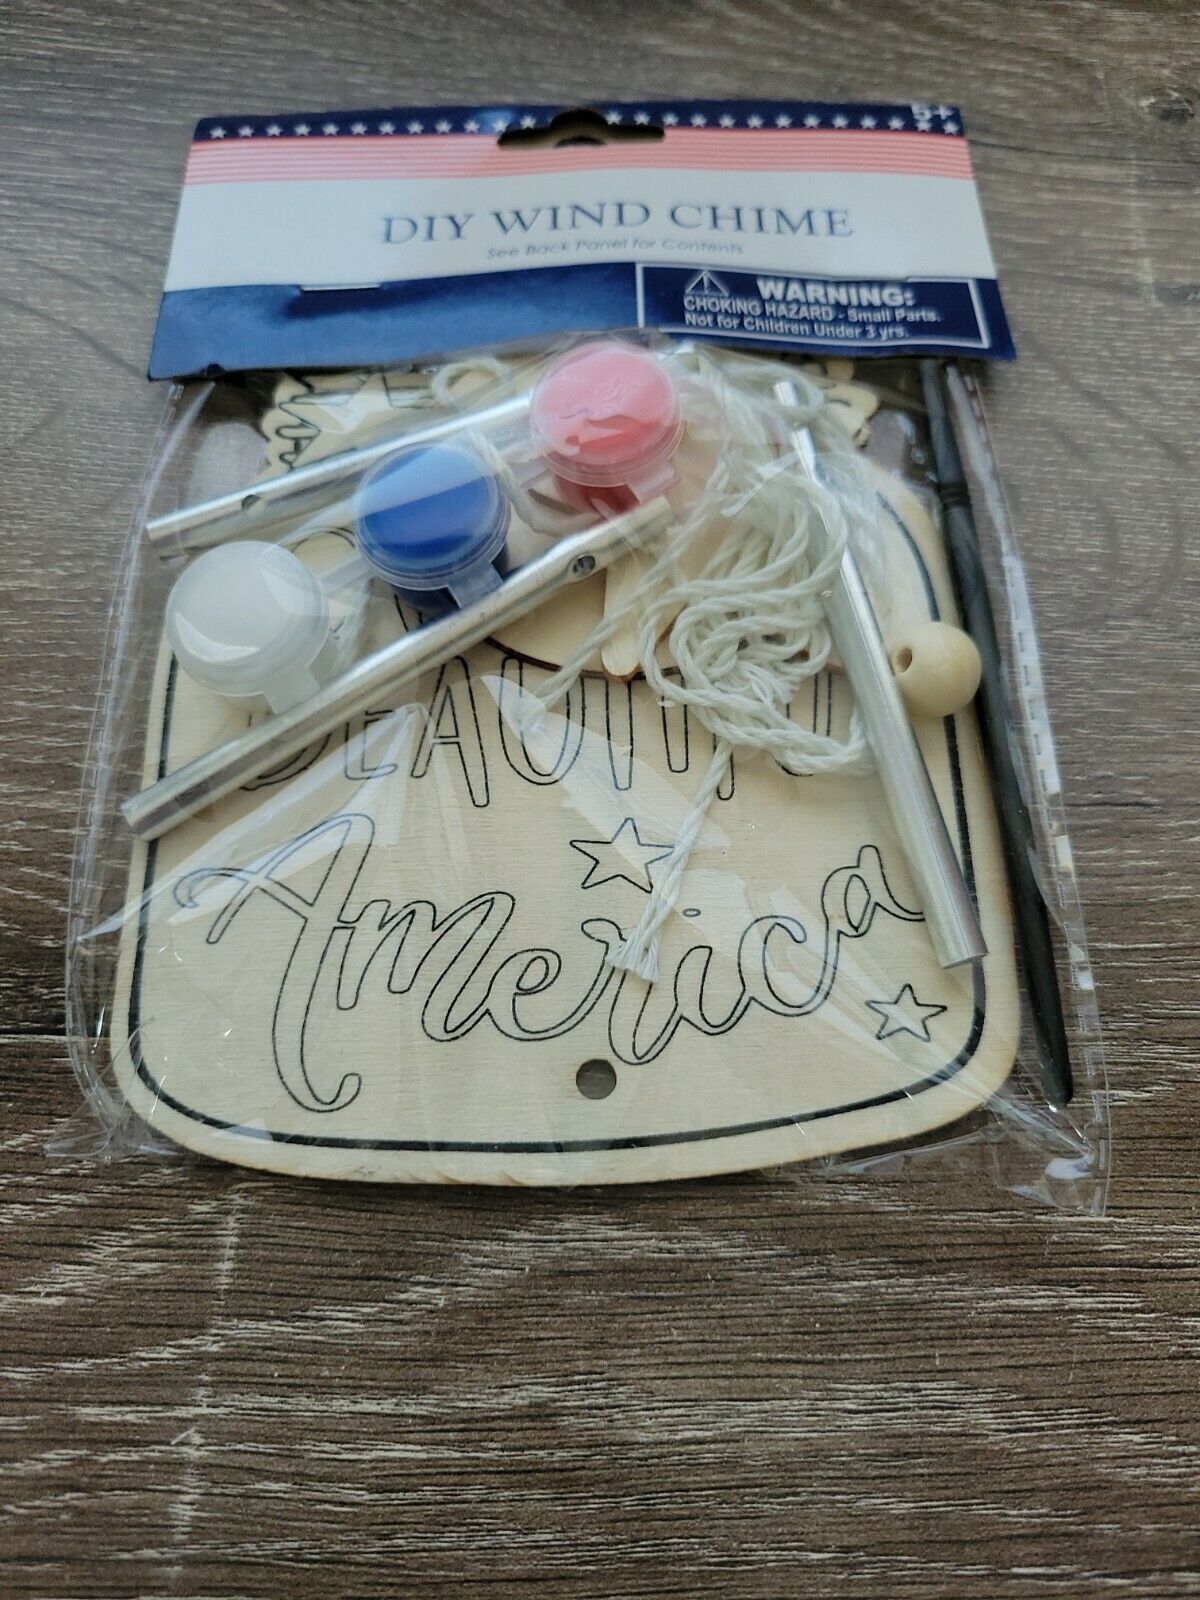 5+
DIY WIND CHIME
See Back Panel for Contents
WARNING:
CHOKING HAZARD - Small Parts.
Not for Children Under 3 yrs.
America